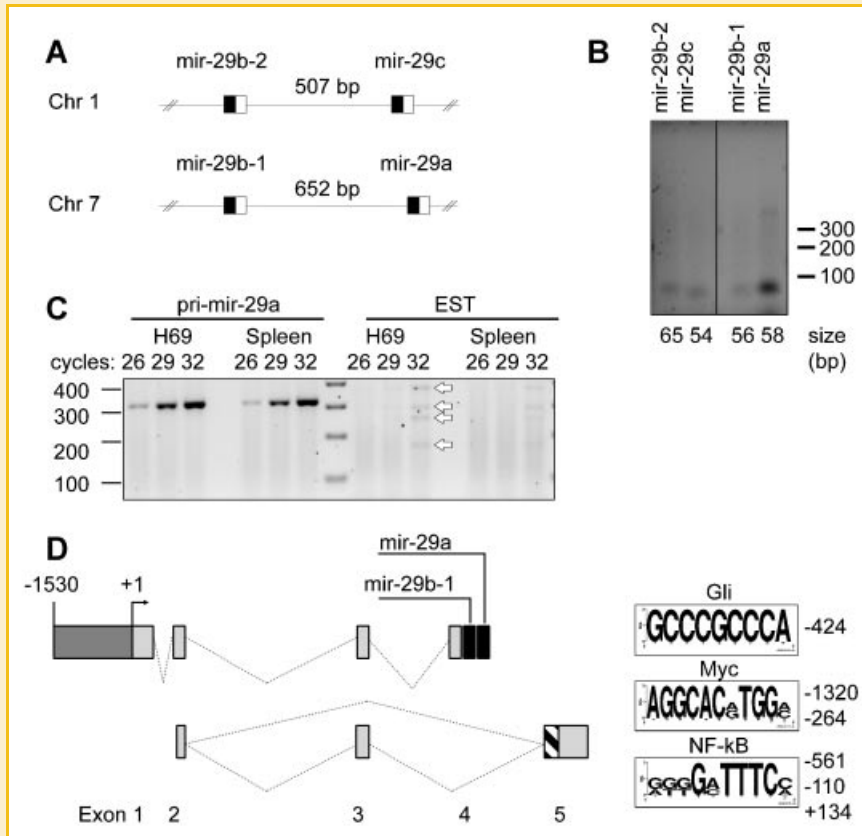 A
mir-29b-2 mir-29c
Chr 1 507 bp
mir-29b-1 mir-29a
Chr 7 652 bp
B
mir-29b-2
mir-29c
mir-29b-1
mir-29a
300
200
100
65 54 56 58 size
(bp)
C
pri-mir-29a EST
H69 Spleen H69 Spleen
cycles: 26 29 32 26 29 32 26 29 32 26 29 32
400
300
200
100
D
mir-29a
mir-29b-1
-1530 +1
Exon 1 2 3 4 5
Gli
GCCCGCCCA -424
Myc
AGGCAC TGG -1320
-264
NF-kB
GGGGATTTCC -561
-110
+134